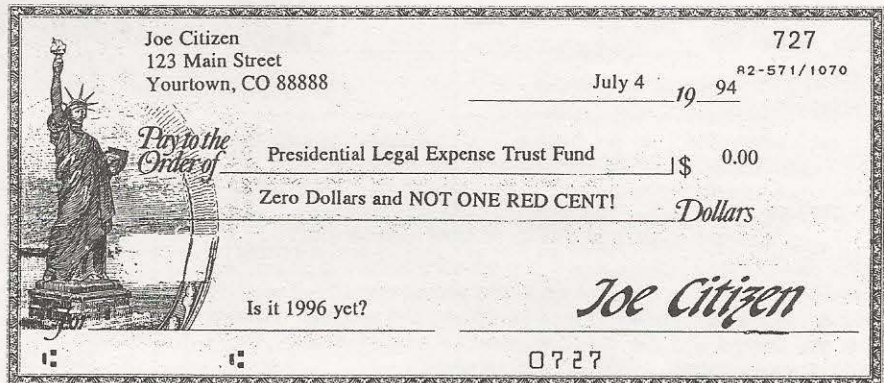 Joe Citizen
123 Main Street
Yourtown, CO 88888
727
82-571/1070
July 4 19 94
Pay to the
Order of Presidential Legal Expense Trust Fund $ 0.00
Zero Dollars and NOT ONE RED CENT! Dollars
for Is it 1996 yet? Joe Citizen
⑆ ⑆ 0727